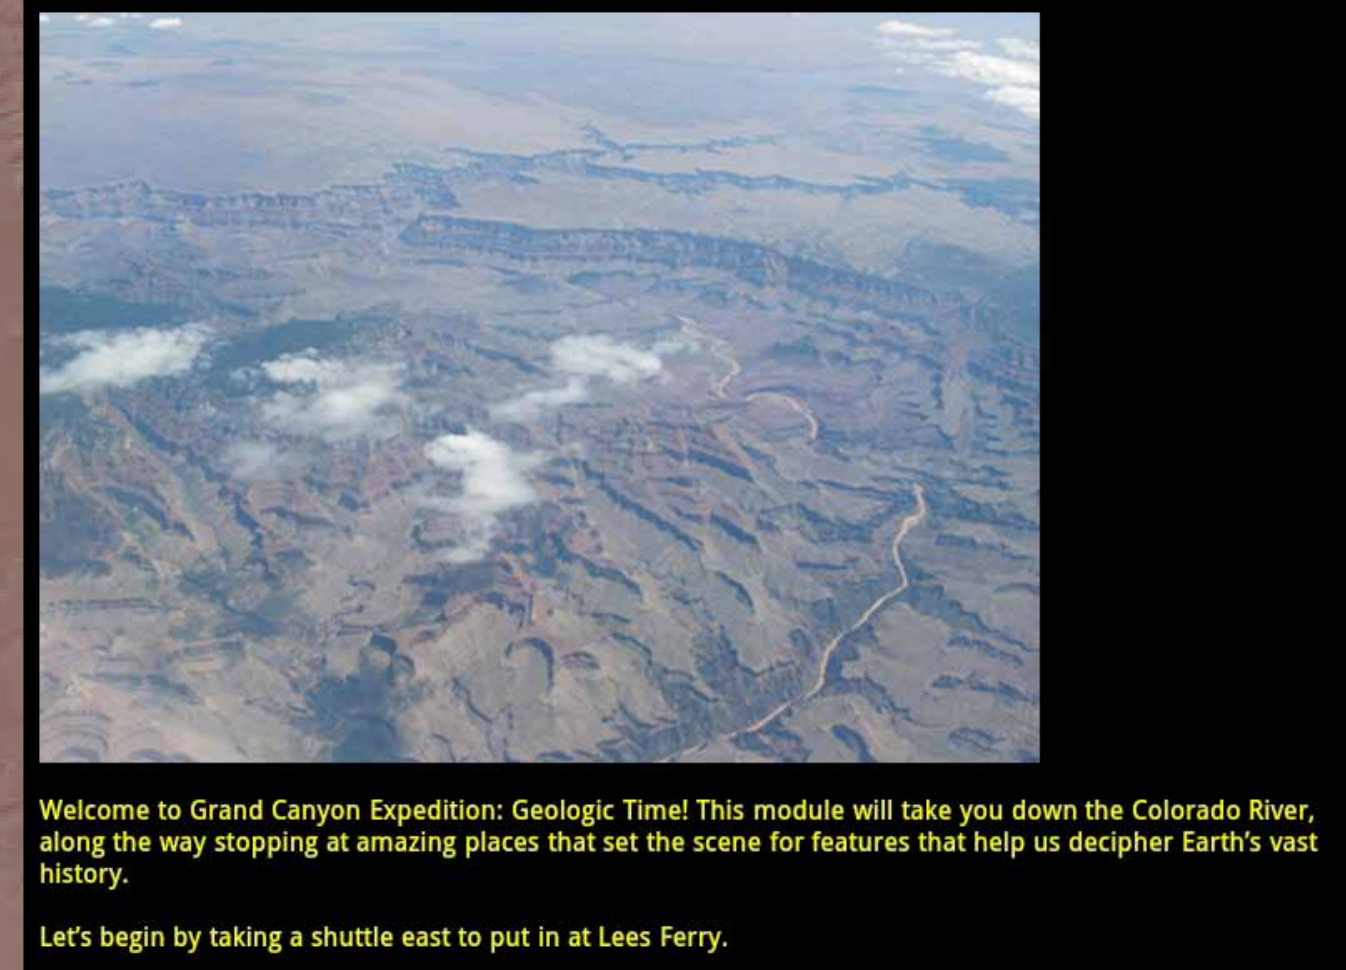 Welcome to Grand Canyon Expedition: Geologic Time! This module will take you down the Colorado River,
along the way stopping at amazing places that set the scene for features that help us decipher Earth’s vast
history.
Let’s begin by taking a shuttle east to put in at Lees Ferry.